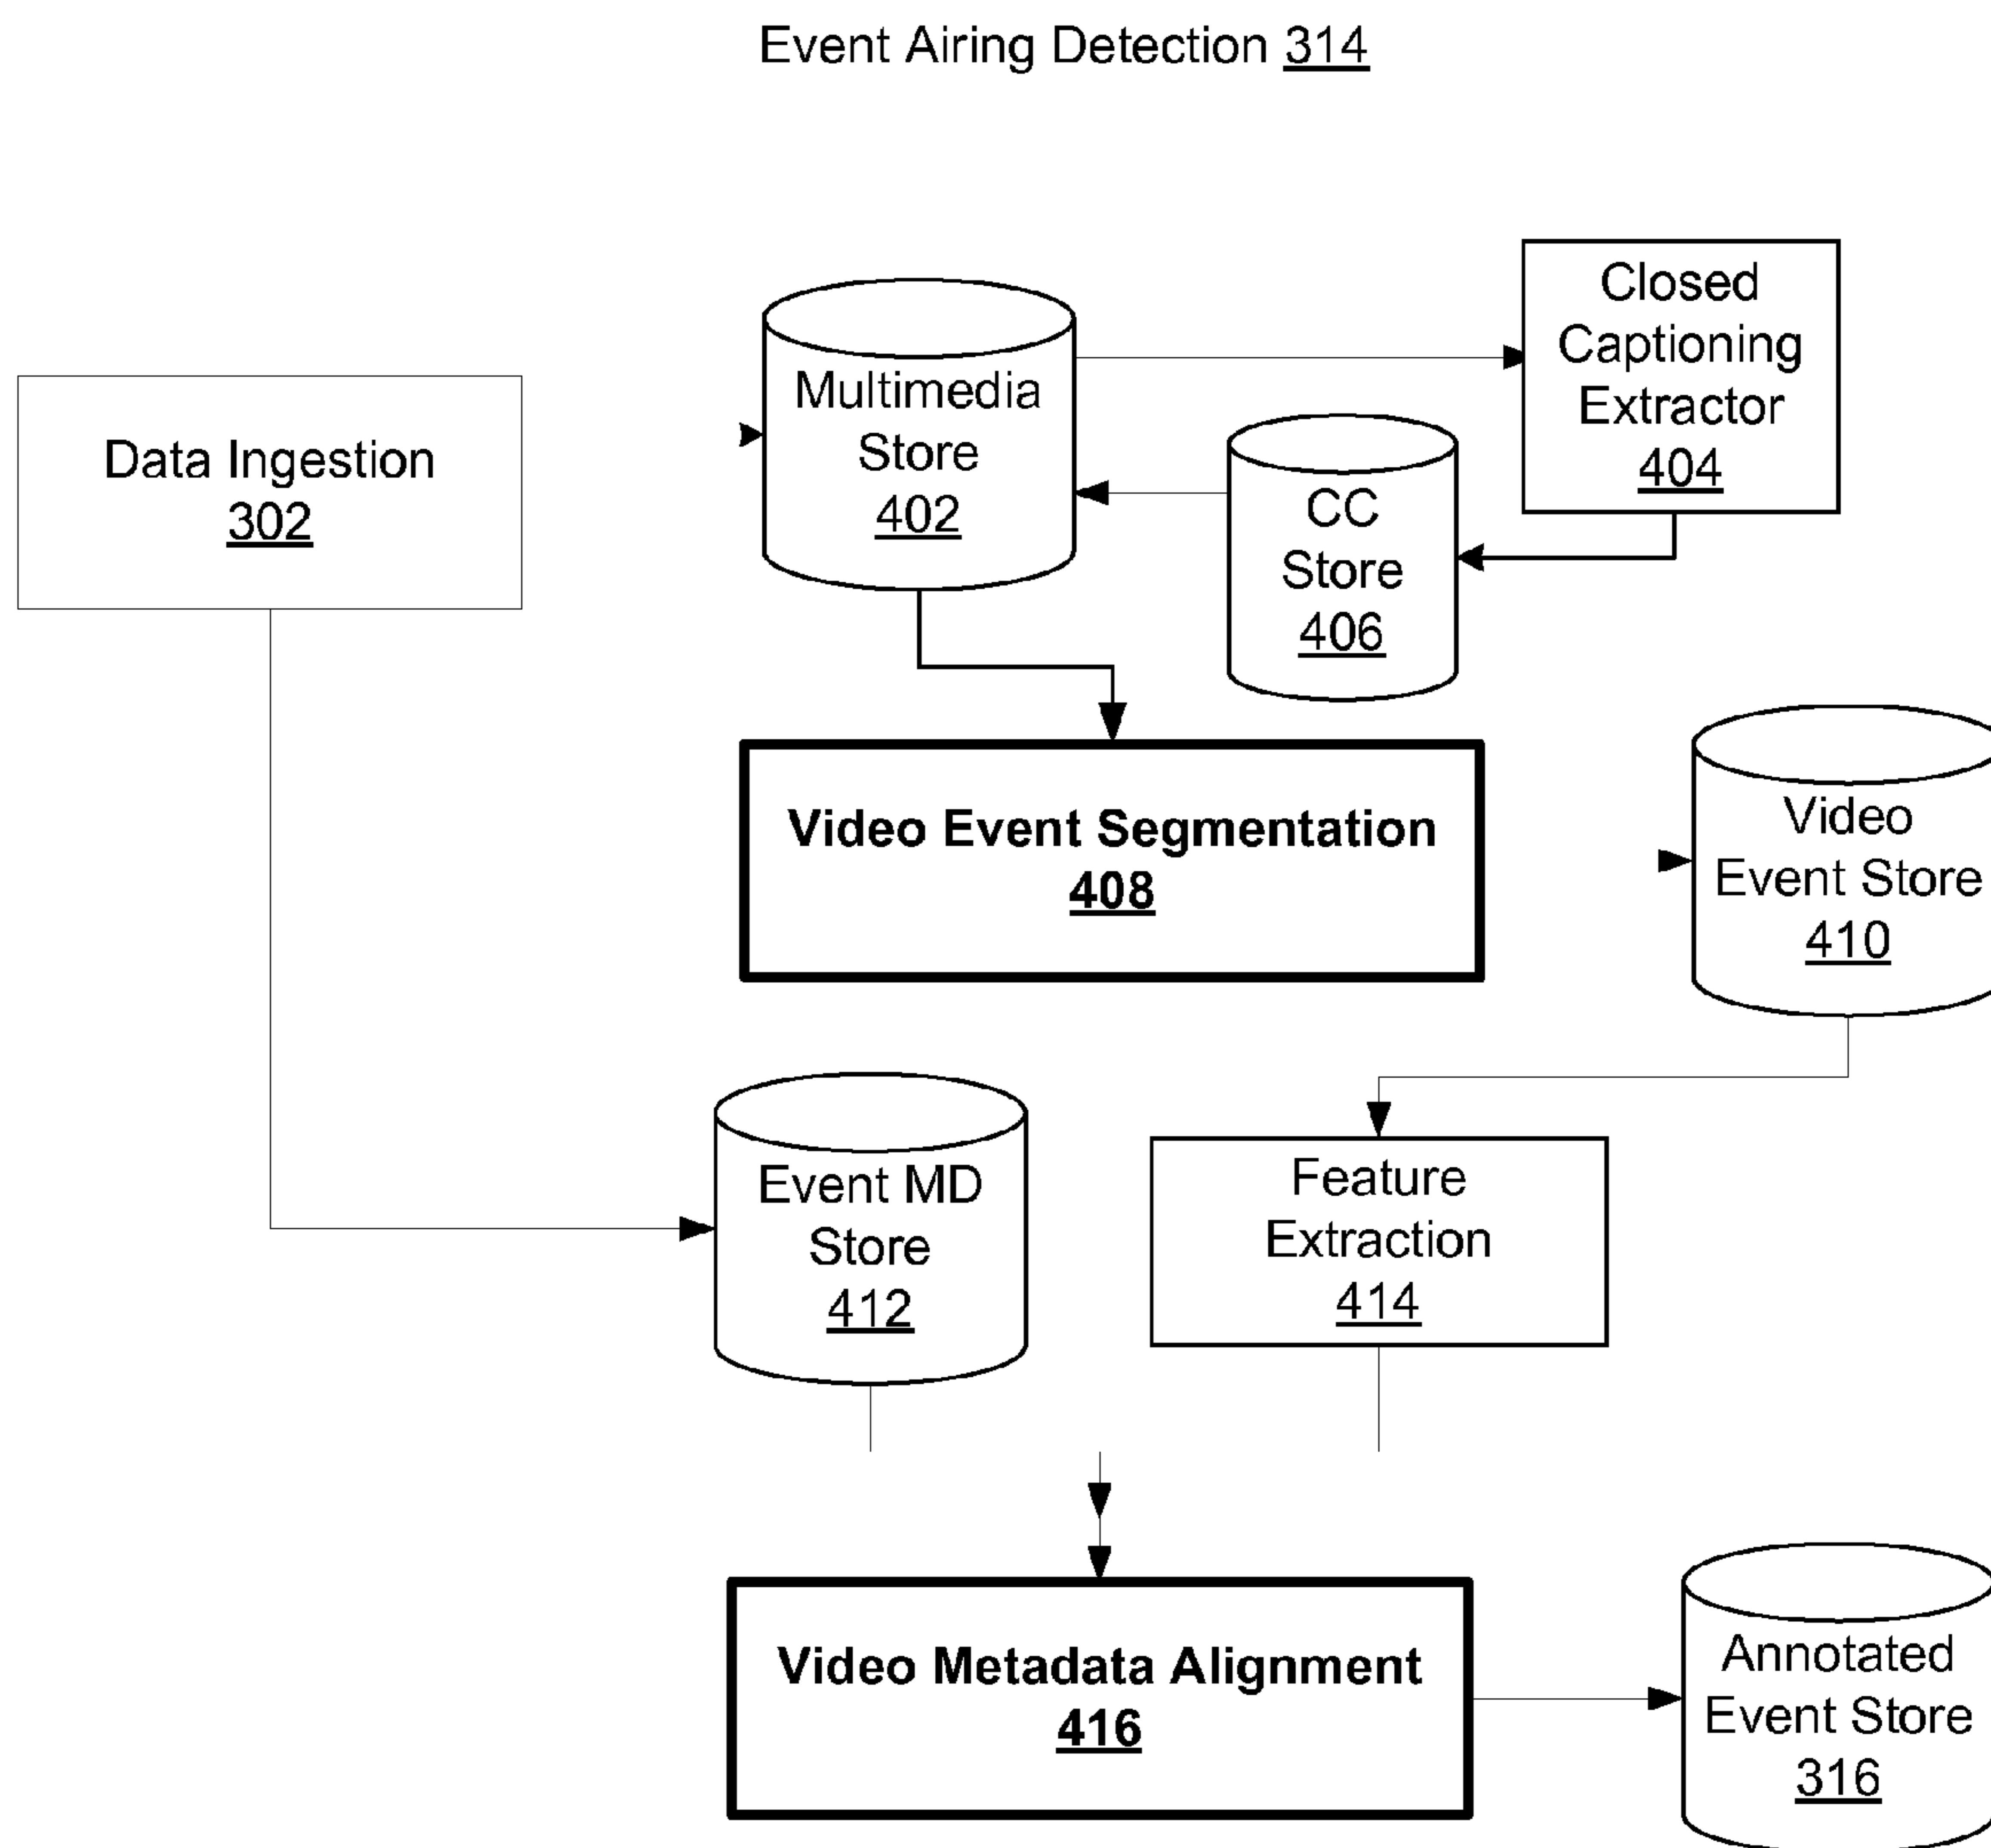 Event Airing Detection 314
Closed
Captioning
Extractor
404
Multimedia
Store
402
Data Ingestion
302
CC
Store
406
Video Event Segmentation
408
Video
Event Store
410
Event MD
Store
412
Feature
Extraction
414
Video Metadata Alignment
416
Annotated
Event Store
316